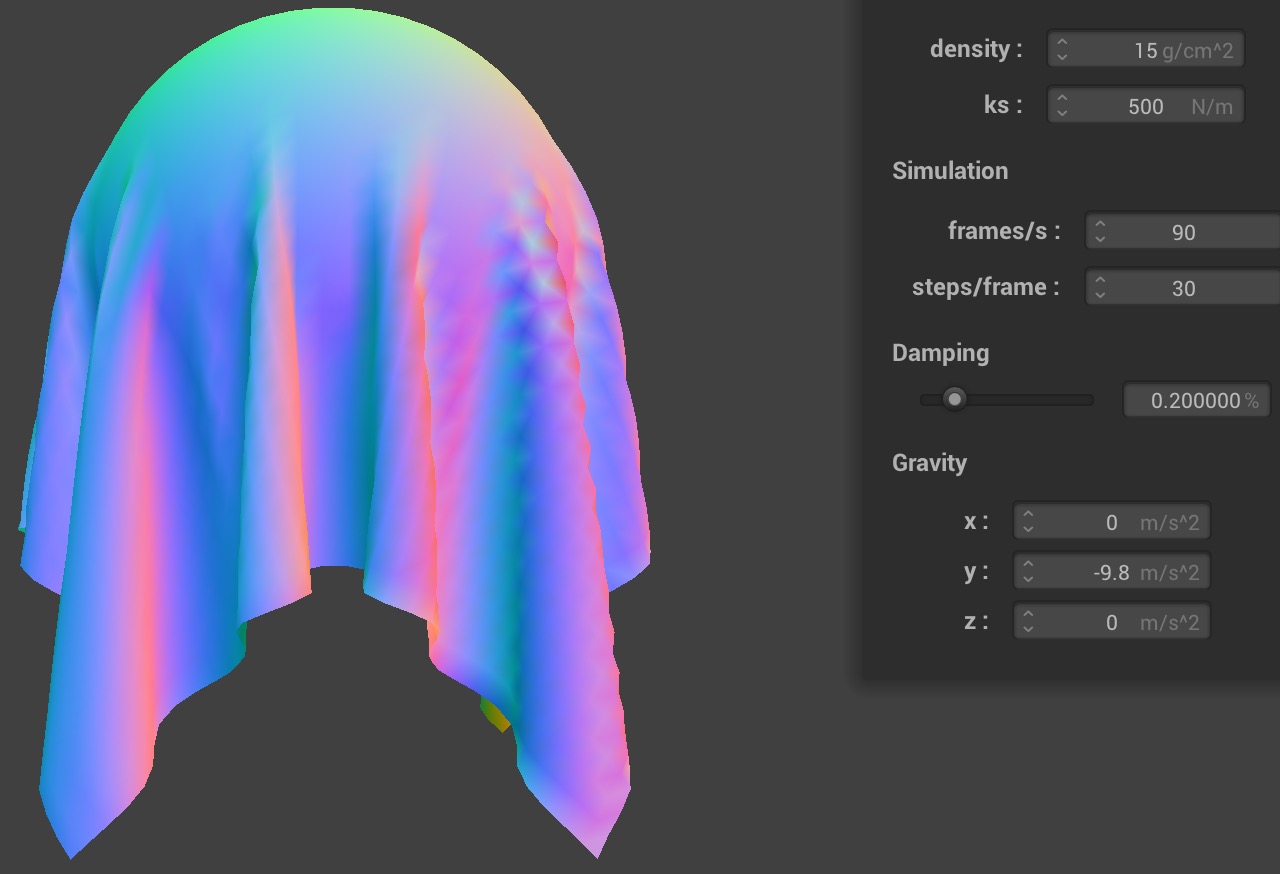 density : 15 g/cm^2
ks : 500 N/m
Simulation
frames/s : 90
steps/frame : 30
Damping
0.200000 %
Gravity
x : 0 m/s^2
y : -9.8 m/s^2
z : 0 m/s^2